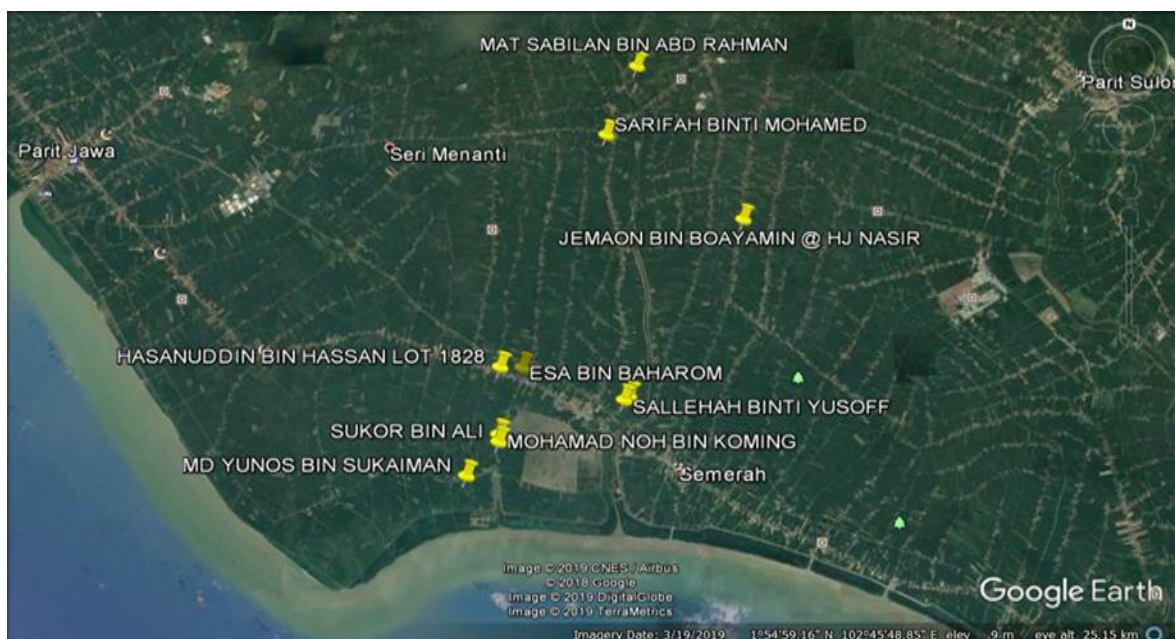 N
MAT SABILAN BIN ABD RAHMAN
Parit Sulon
SARIFAH BINTI MOHAMED
Parit Jawa
Seri Menanti
JEMAON BIN BOAYAMIN @ HJ NASIR
HASANUDDIN BIN HASSAN LOT 1828
ESA BIN BAHAROM
SALLEHAH BINTI YUSOFF
SUKOR BIN ALI
MOHAMAD NOH BIN KOMING
MD YUNOS BIN SUKAIMAN
Semerah
Image © 2019 CNES / Airbus
© 2018 Google
Image © 2019 DigitalGlobe
Image © 2019 TerraMetrics
Google Earth
Imagery Date: 3/19/2019 1°54'59.16" N 102°45'48.85" E elev 9 m eye alt 25.15 km